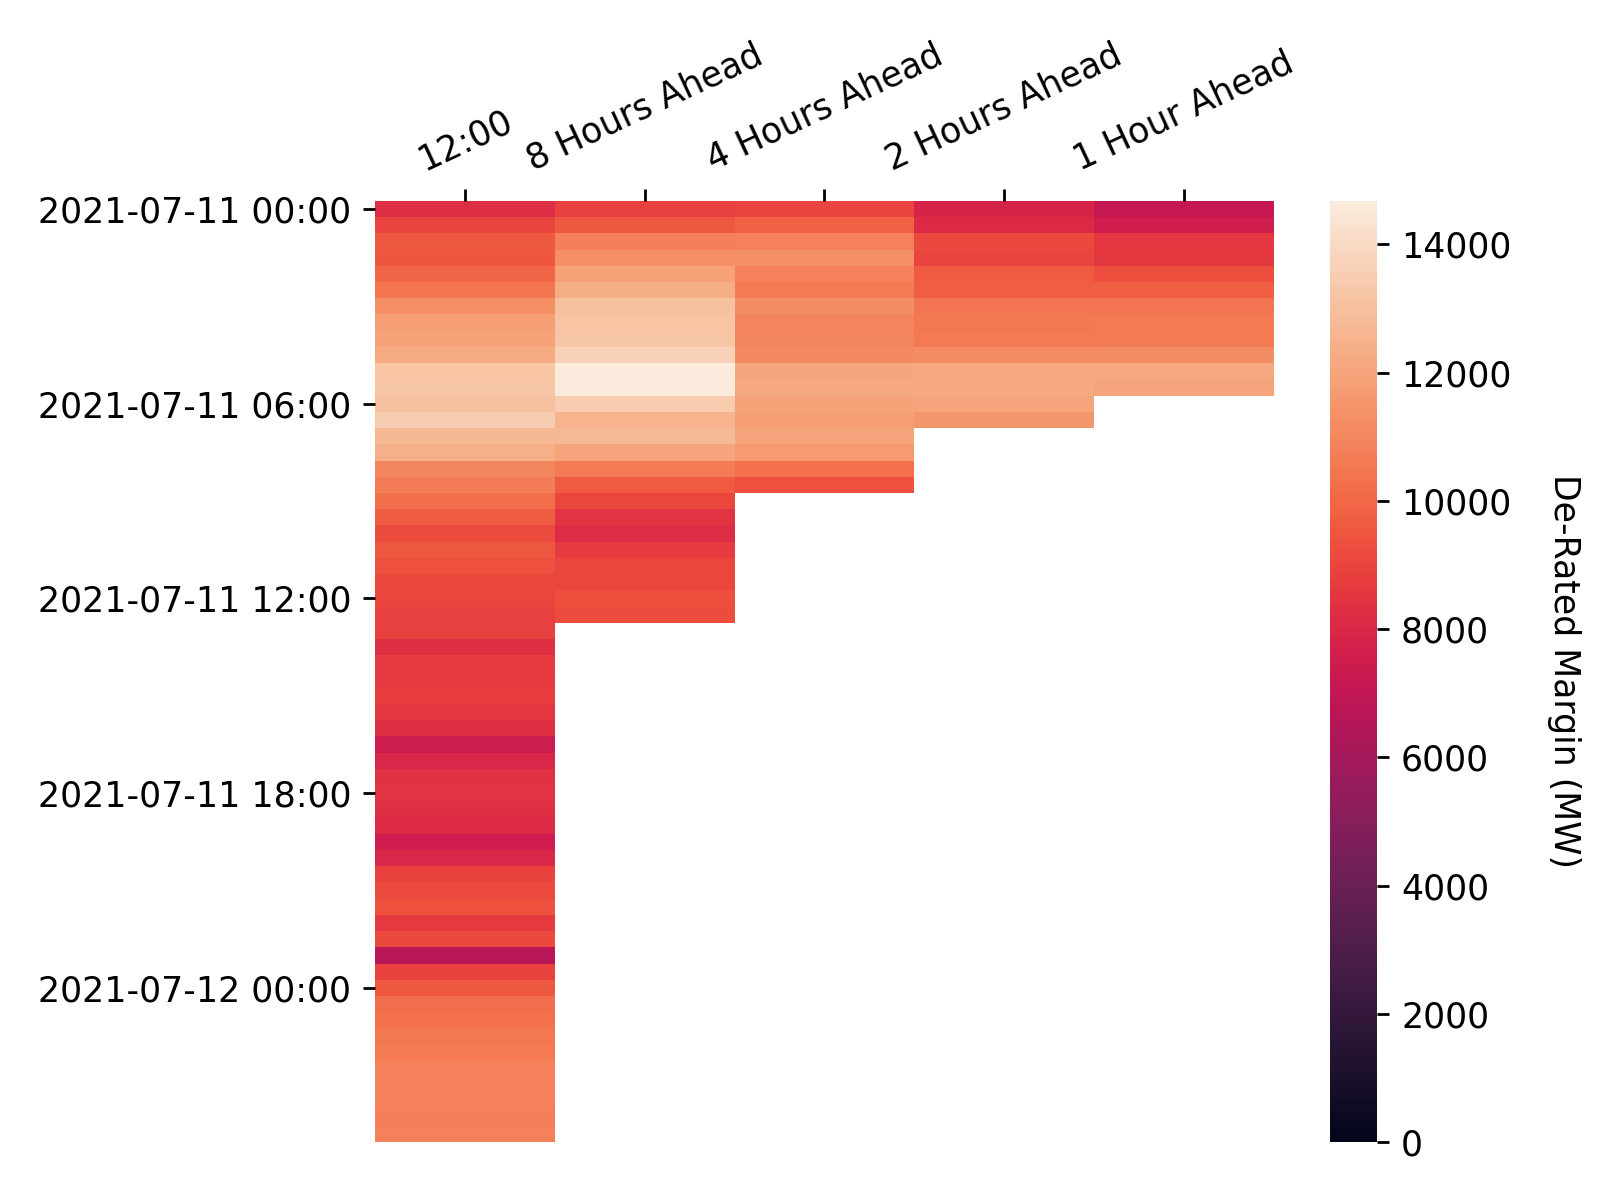 12:00
8 Hours Ahead
4 Hours Ahead
2 Hours Ahead
1 Hour Ahead
2021-07-11 00:00
2021-07-11 06:00
2021-07-11 12:00
2021-07-11 18:00
2021-07-12 00:00
14000
12000
10000
8000
6000
4000
2000
0
De-Rated Margin (MW)